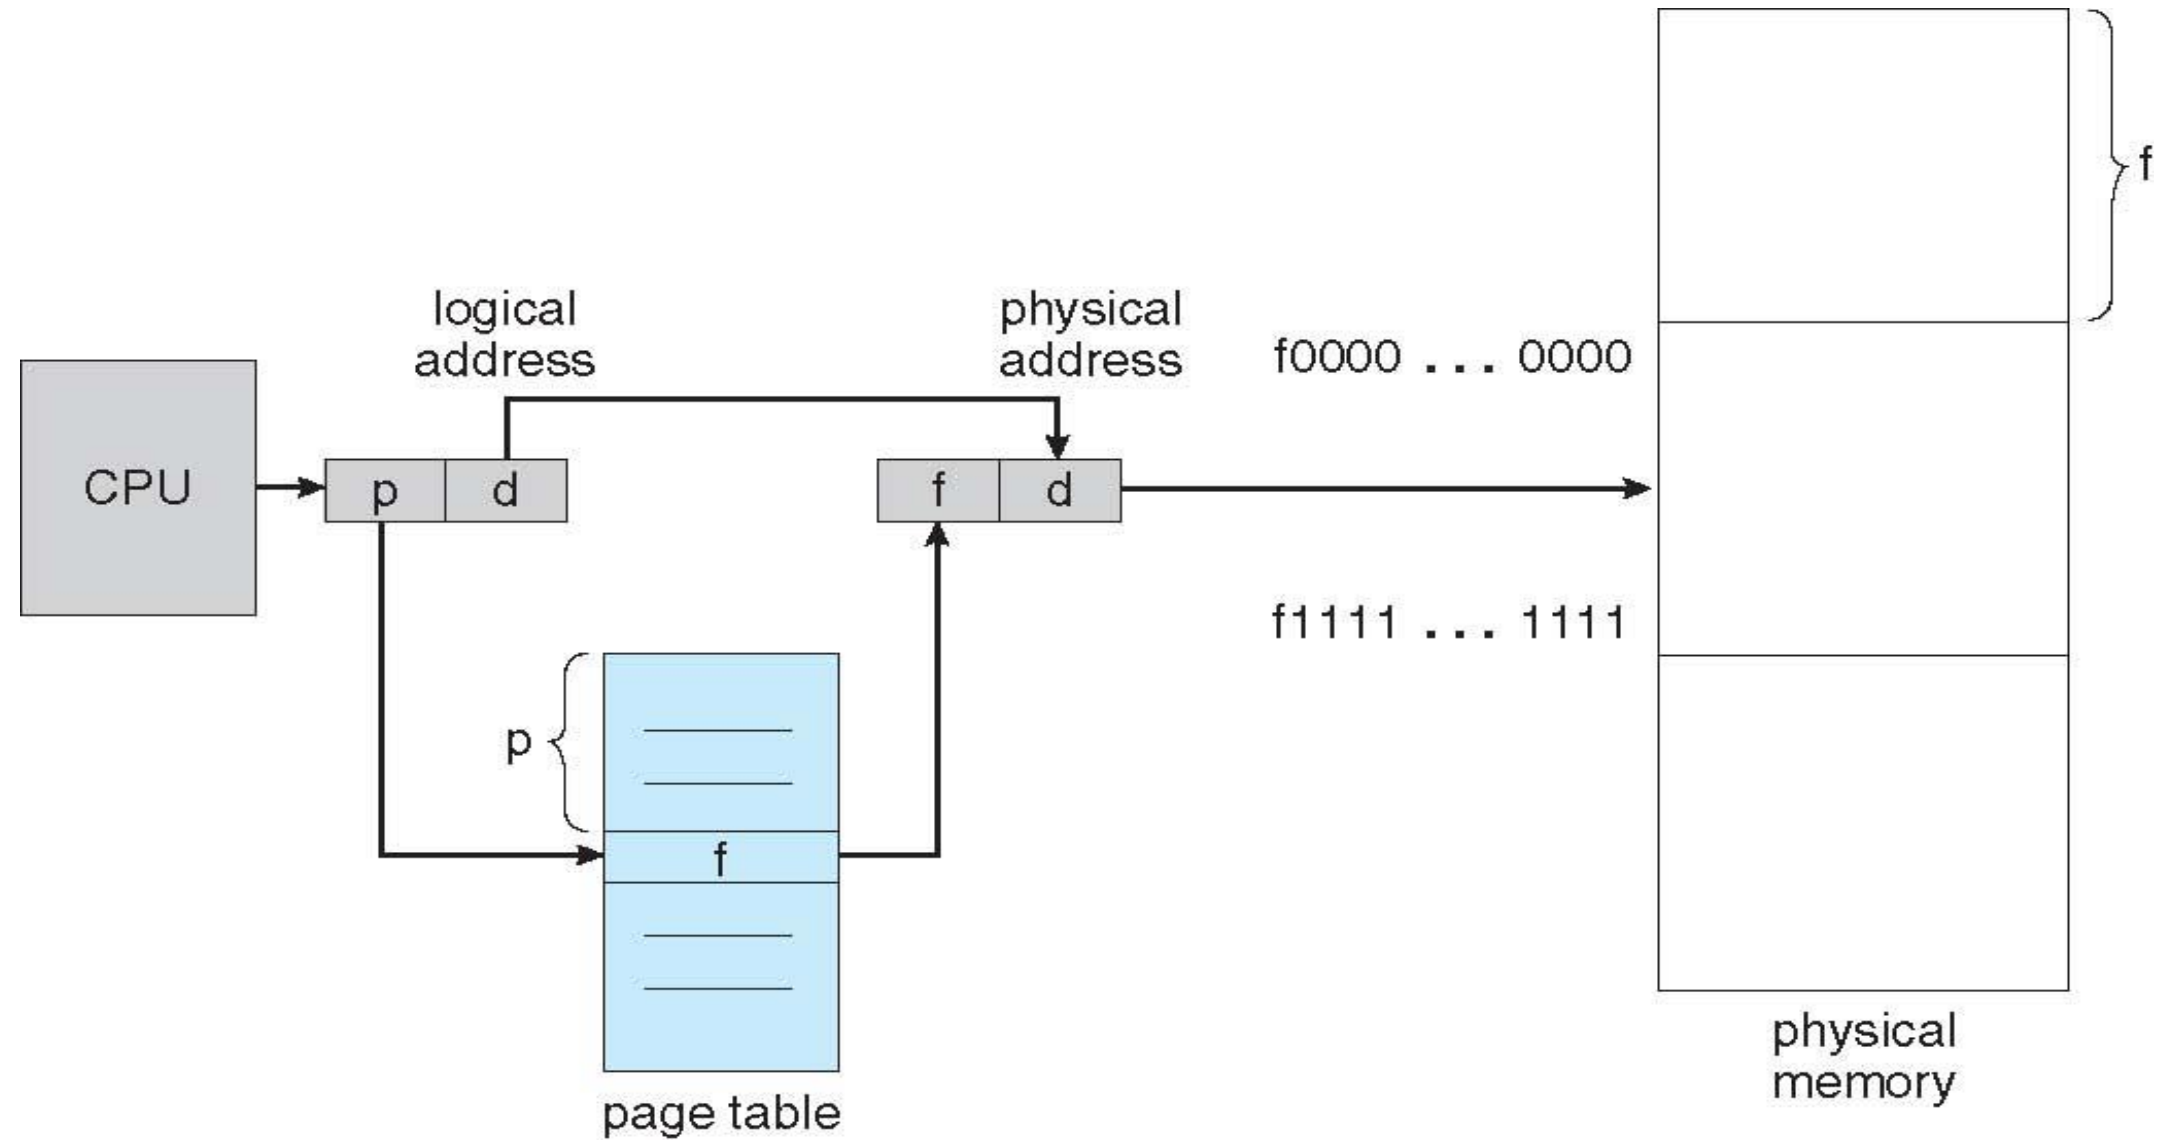 f
logical
address
physical
address
f0000 ... 0000
CPU
p
d
f
d
f1111 ... 1111
p
f
page table
physical
memory